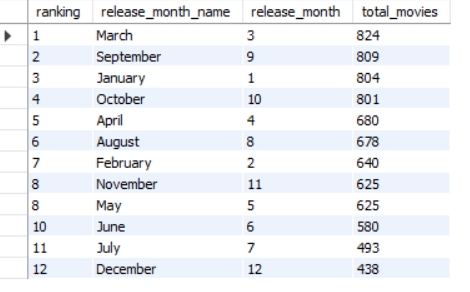 ranking release_month_name release_month total_movies
1 March 3 824
2 September 9 809
3 January 1 804
4 October 10 801
5 April 4 680
6 August 8 678
7 February 2 640
8 November 11 625
8 May 5 625
10 June 6 580
11 July 7 493
12 December 12 438